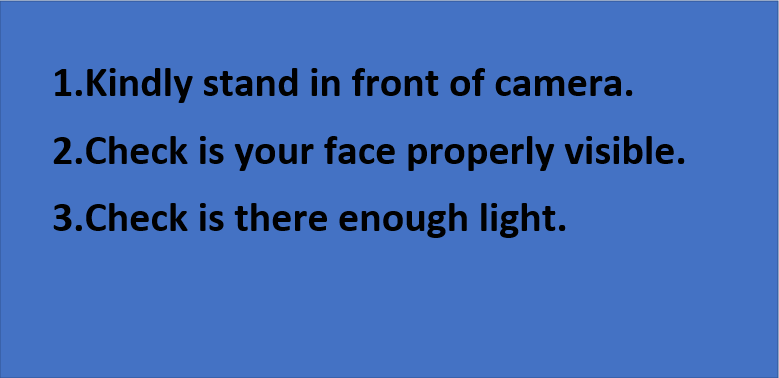 1.Kindly stand in front of camera.
2.Check is your face properly visible.
3.Check is there enough light.